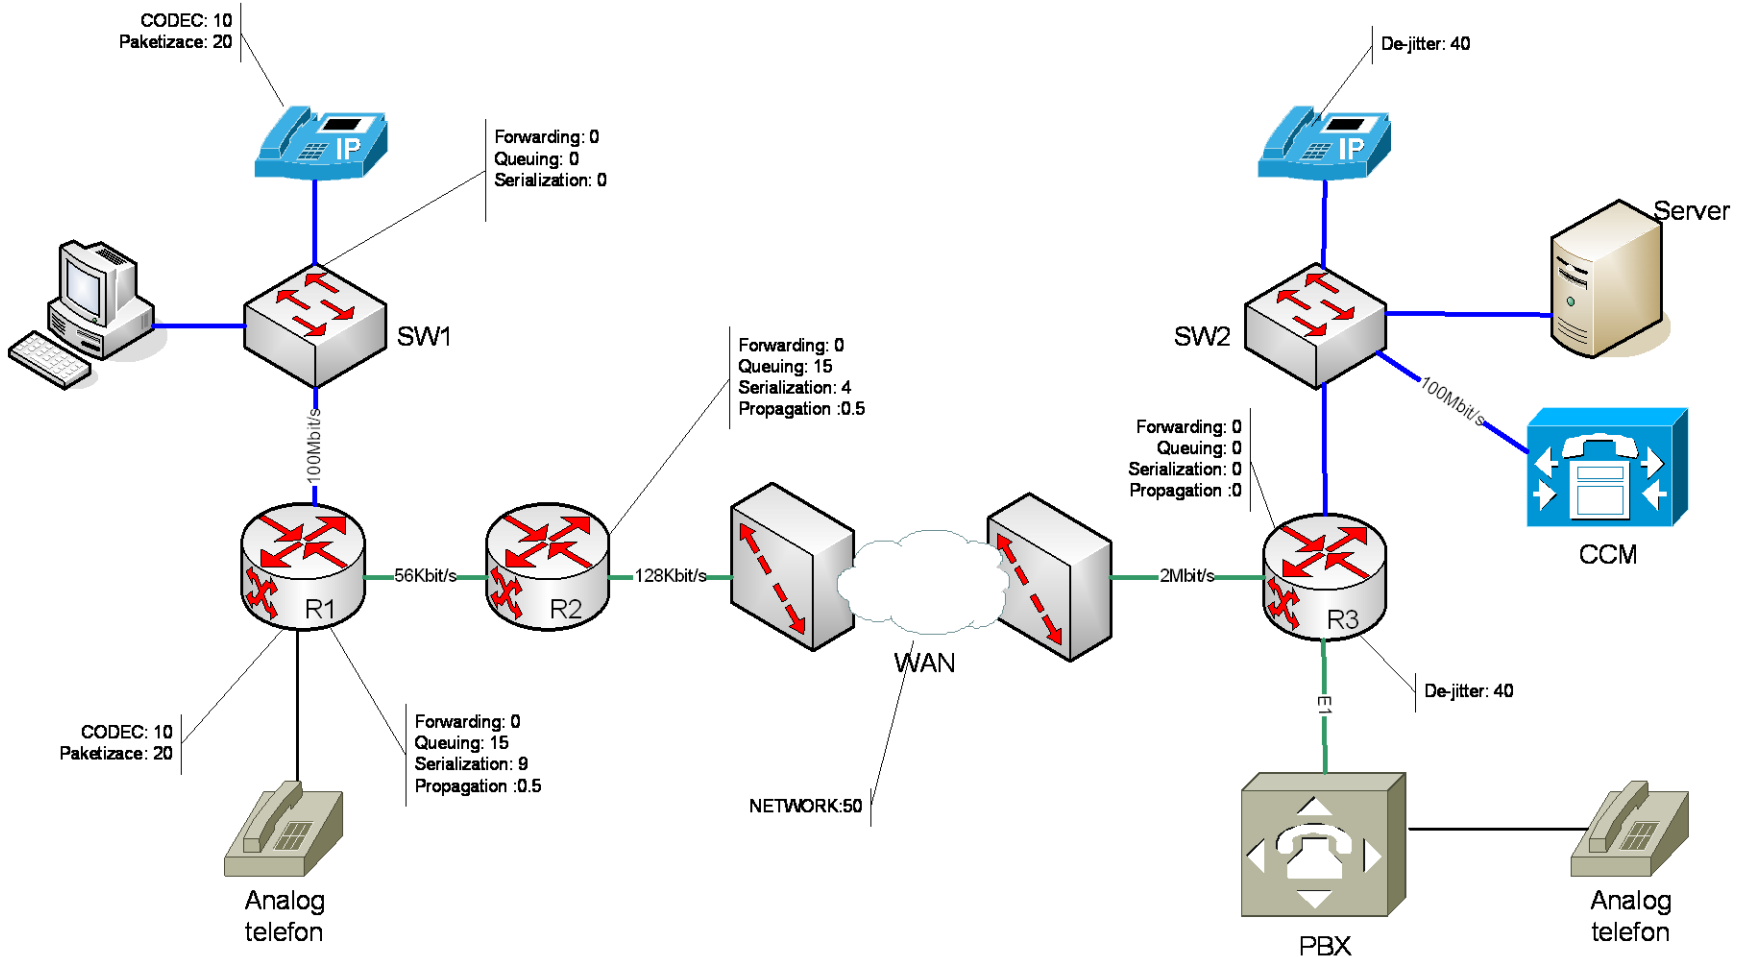 CODEC: 10
Paketizace: 20
De-jitter: 40
IP
Forwarding: 0
Queuing: 0
Serialization: 0
IP
Server
SW1
SW2
Forwarding: 0
Queuing: 15
Serialization: 4
Propagation :0.5
100Mbit/s
100Mbit/s
Forwarding: 0
Queuing: 0
Serialization: 0
Propagation :0
CCM
56Kbit/s
128Kbit/s
2Mbit/s
R1
R2
R3
WAN
De-jitter: 40
E1
CODEC: 10
Paketizace: 20
Forwarding: 0
Queuing: 15
Serialization: 9
Propagation :0.5
NETWORK:50
Analog
telefon
PBX
Analog
telefon